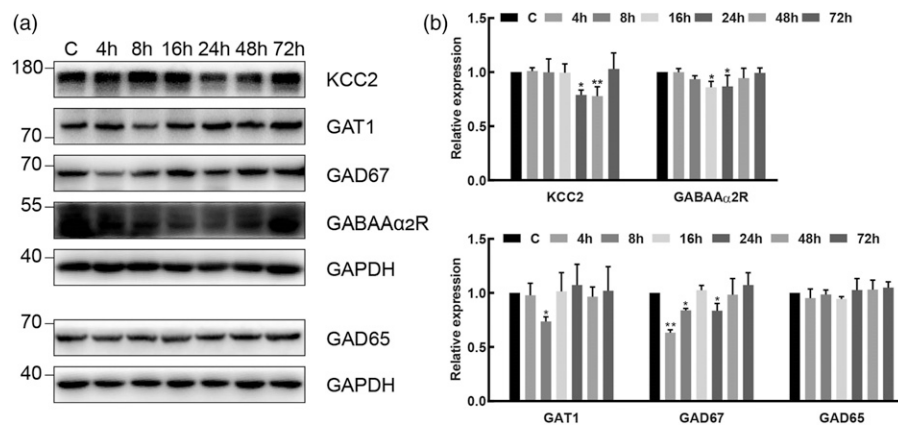 (a)
C 4h 8h 16h 24h 48h 72h
180
KCC2
GAT1
70
70
GAD67
55
GABAAα2R
40
GAPDH
70
GAD65
40
GAPDH
(b)
C 4h 8h 16h 24h 48h 72h
Relative expression
1.5
1.0
0.5
0.0
* ** * *
KCC2 GABAAα2R
C 4h 8h 16h 24h 48h 72h
Relative expression
1.5
1.0
0.5
0.0
* ** * *
GAT1 GAD67 GAD65